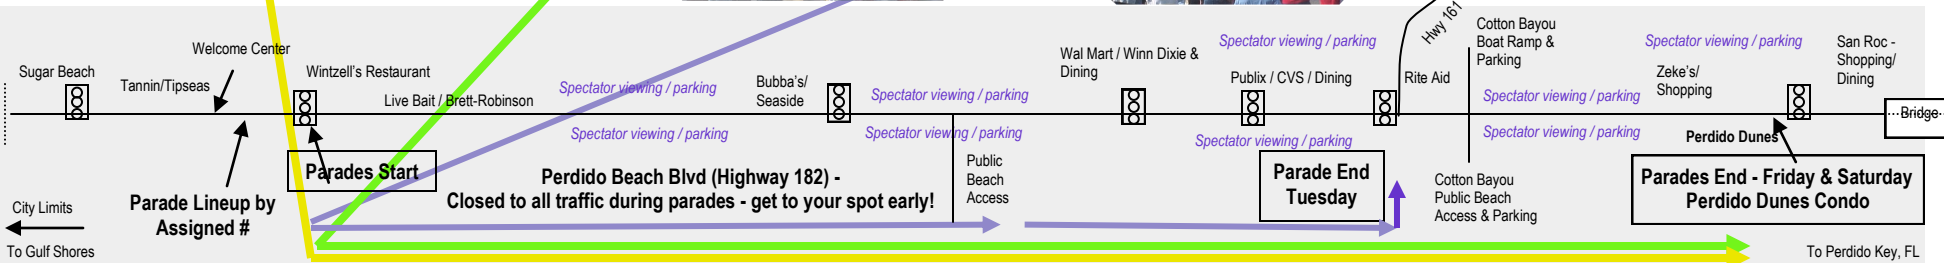 Sugar Beach
Tannin/Tipseas
Welcome Center
Wintzell's Restaurant
Live Bait / Brett-Robinson
Spectator viewing / parking
Spectator viewing / parking
Bubba's/
Seaside
Spectator viewing / parking
Spectator viewing / parking
Wal Mart / Winn Dixie &
Dining
Spectator viewing / parking
Publix / CVS / Dining
Spectator viewing / parking
Hwy 161
Rite Aid
Cotton Bayou
Boat Ramp &
Parking
Spectator viewing / parking
Spectator viewing / parking
Spectator viewing / parking
Zeke's/
Shopping
San Roc -
Shopping/
Dining
Bridge
Perdido Dunes
Parades Start
Parade Lineup by
Assigned #
City Limits
To Gulf Shores
Perdido Beach Blvd (Highway 182) -
Closed to all traffic during parades - get to your spot early!
Public
Beach
Access
Parade End
Tuesday
Cotton Bayou
Public Beach
Access & Parking
Parades End - Friday & Saturday
Perdido Dunes Condo
To Perdido Key, FL